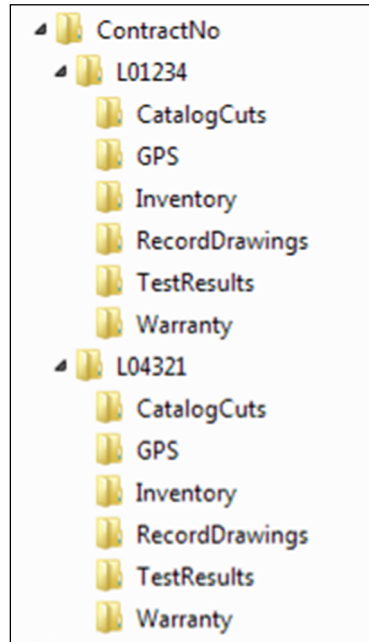 ContractNo
L01234
CatalogCuts
GPS
Inventory
RecordDrawings
TestResults
Warranty
L04321
CatalogCuts
GPS
Inventory
RecordDrawings
TestResults
Warranty